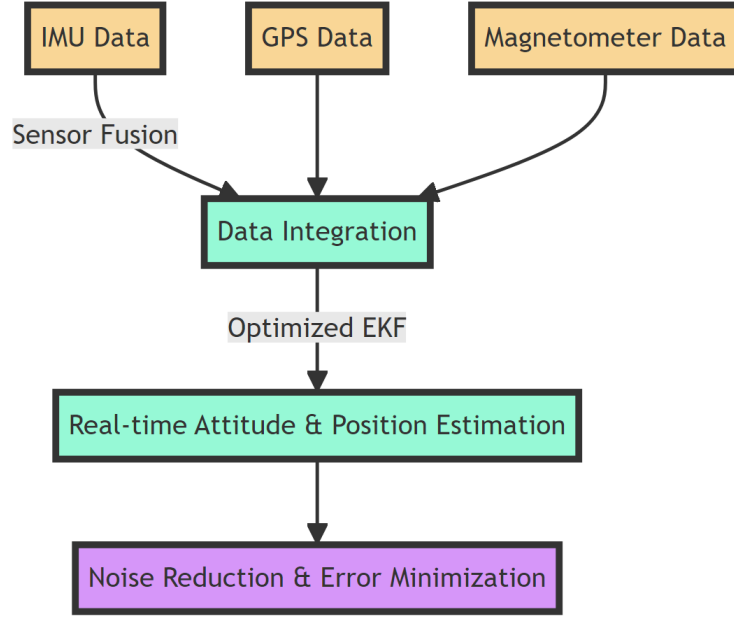 IMU Data
GPS Data
Magnetometer Data
Sensor Fusion
Data Integration
Optimized EKF
Real-time Attitude & Position Estimation
Noise Reduction & Error Minimization